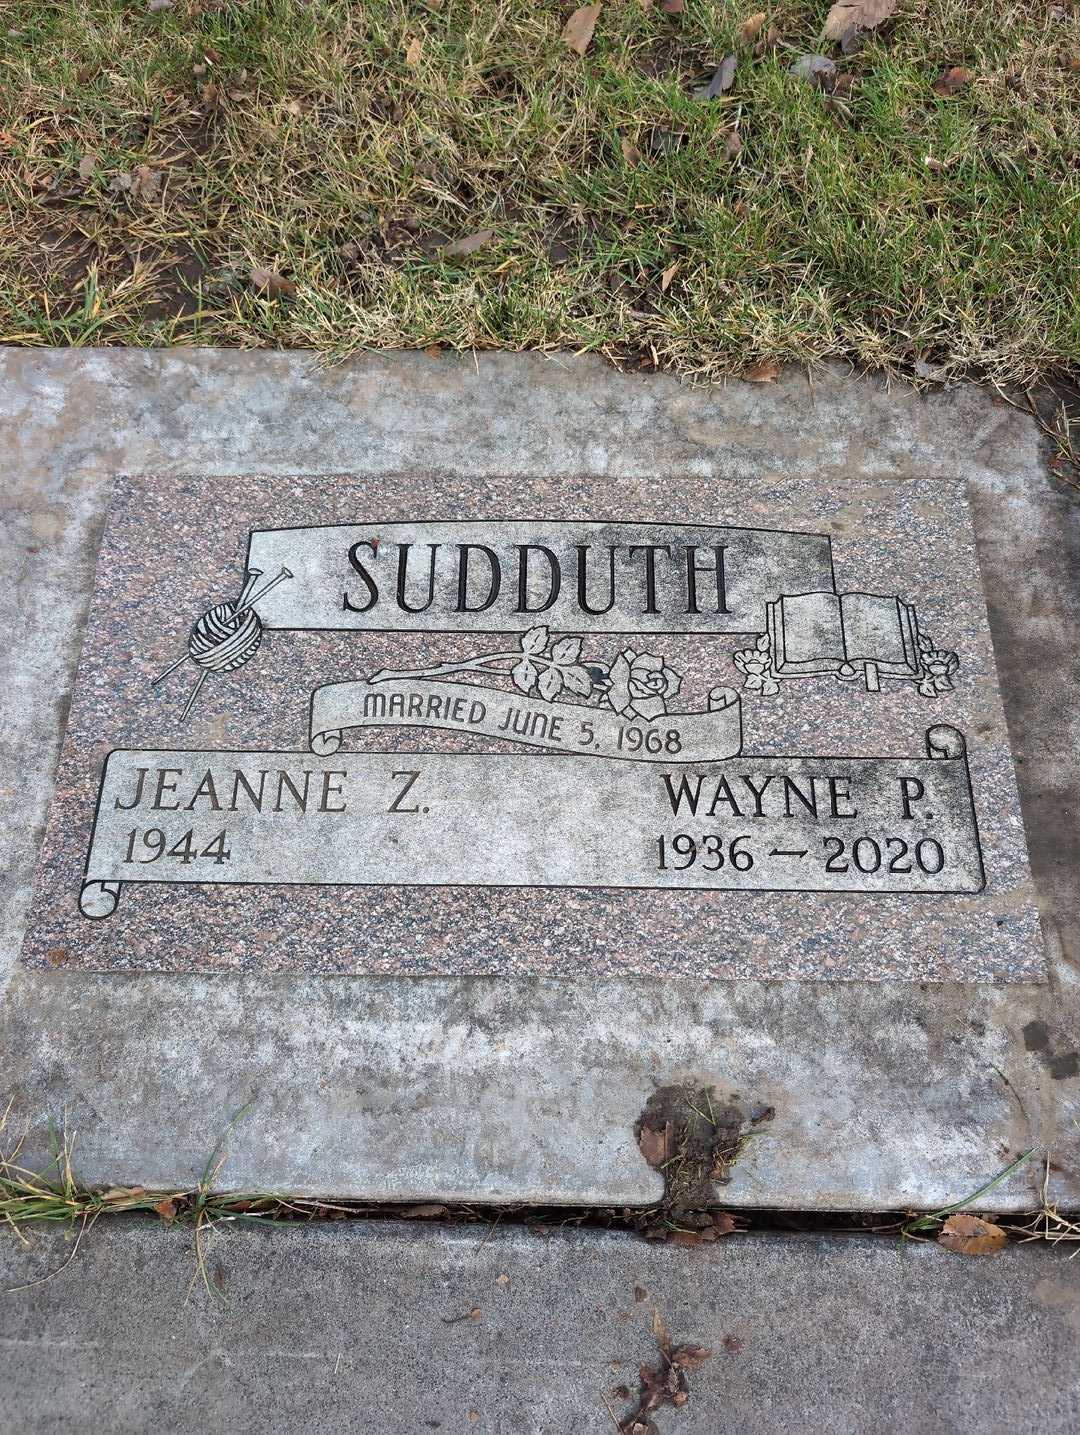 SUDDUTH
MARRIED JUNE 5, 1968
JEANNE Z. WAYNE P.
1944 1936 – 2020